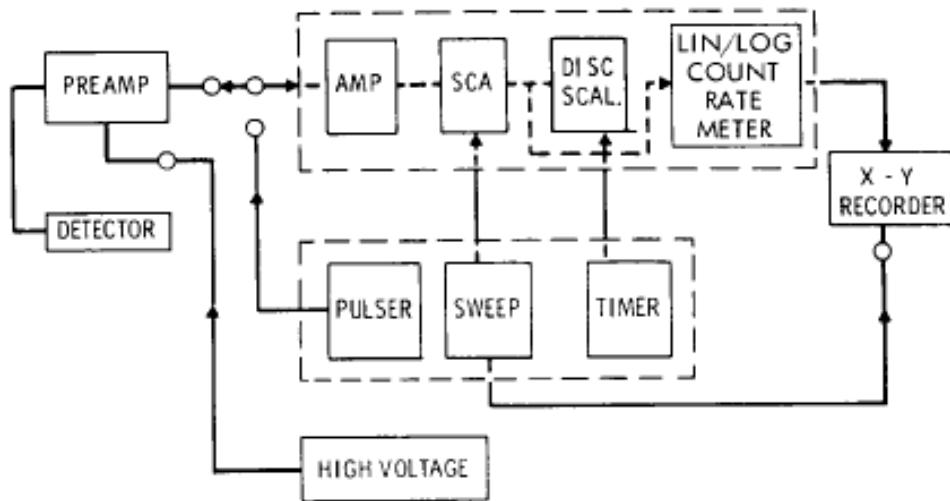 PREAMP
AMP
SCA
DISC
SCAL.
LIN/LOG
COUNT
RATE
METER
X - Y
RECORDER
DETECTOR
PULSER
SWEEP
TIMER
HIGH VOLTAGE